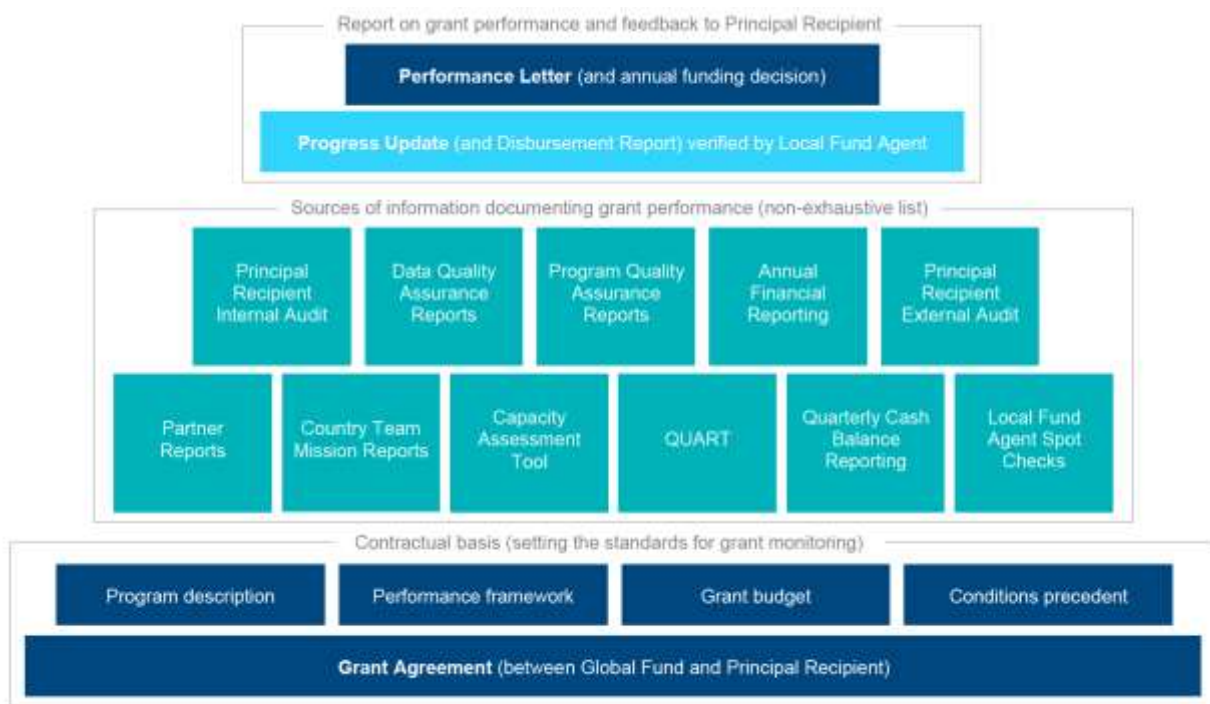 Report on grant performance and feedback to Principal Recipient
Performance Letter (and annual funding decision)
Progress Update (and Disbursement Report) verified by Local Fund Agent
Sources of information documenting grant performance (non-exhaustive list)
Principal
Recipient
Internal Audit
Data Quality
Assurance
Reports
Program Quality
Assurance
Reports
Annual
Financial
Reporting
Principal
Recipient
External Audit
Partner
Reports
Country Team
Mission Reports
Capacity
Assessment
Tool
QUART
Quarterly Cash
Balance
Reporting
Local Fund
Agent Spot
Checks
Contractual basis (setting the standards for grant monitoring)
Program description
Performance framework
Grant budget
Conditions precedent
Grant Agreement (between Global Fund and Principal Recipient)